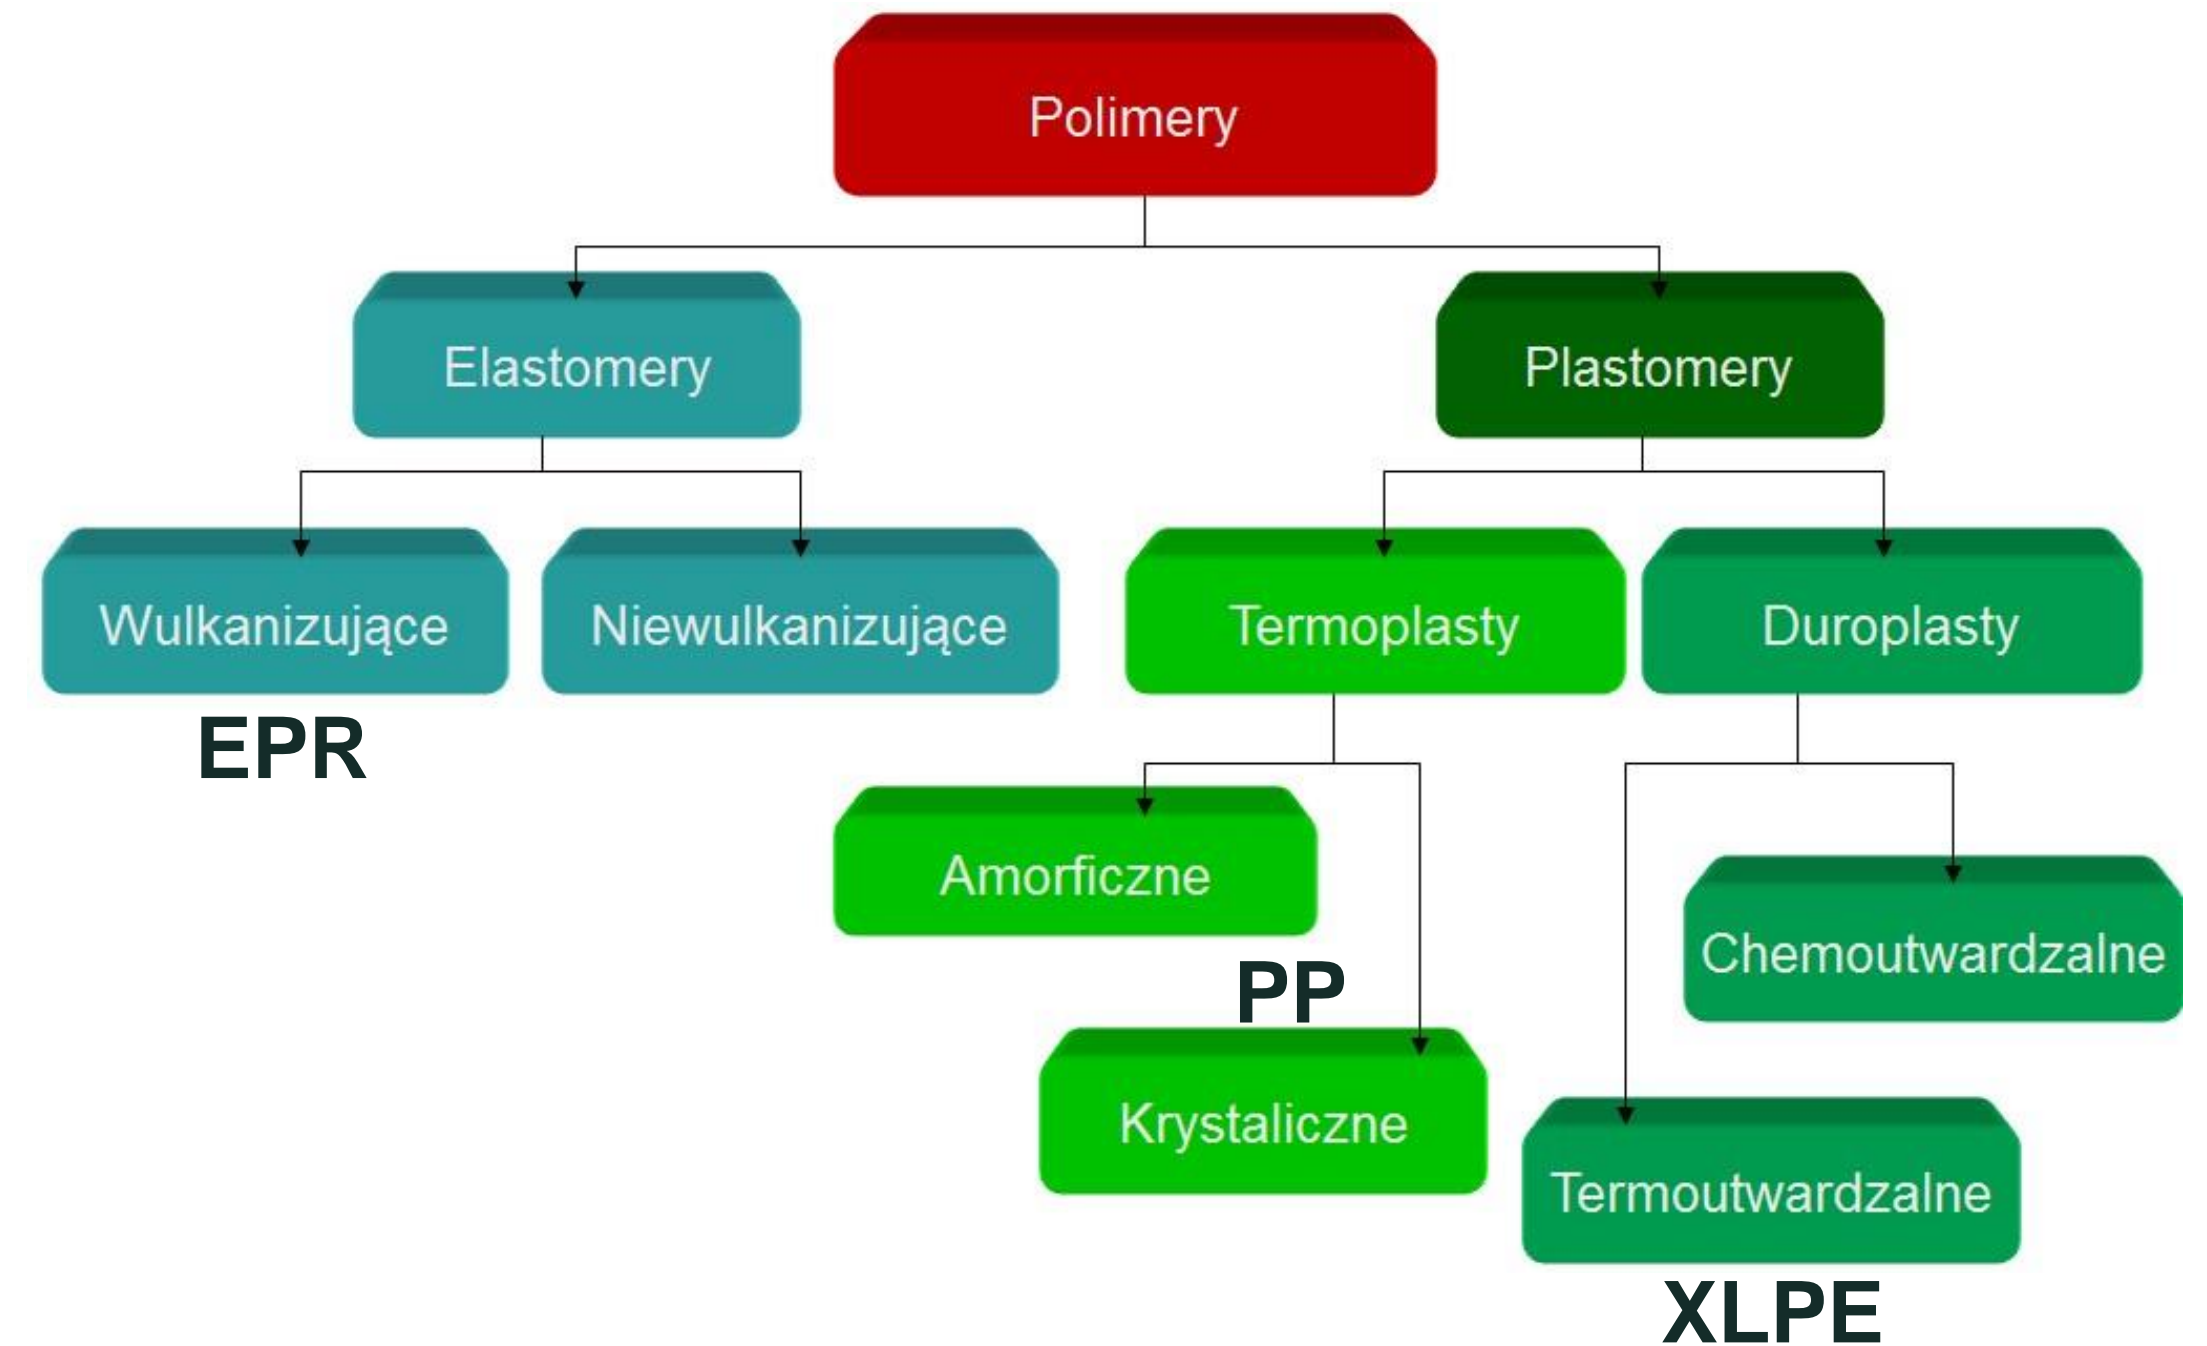 Polimery
Elastomery
Plastomery
Wulkanizujące
Niewulkanizujące
Termoplasty
Duroplasty
EPR
Amorficzne
Chemoutwardzalne
PP
Krystaliczne
Termoutwardzalne
XLPE